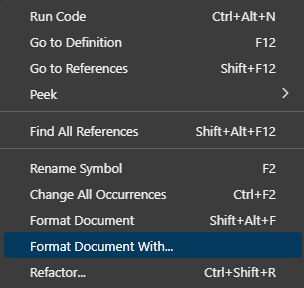 Run Code Ctrl+Alt+N
Go to Definition F12
Go to References Shift+F12
Peek
Find All References Shift+Alt+F12
Rename Symbol F2
Change All Occurrences Ctrl+F2
Format Document Shift+Alt+F
Format Document With...
Refactor... Ctrl+Shift+R